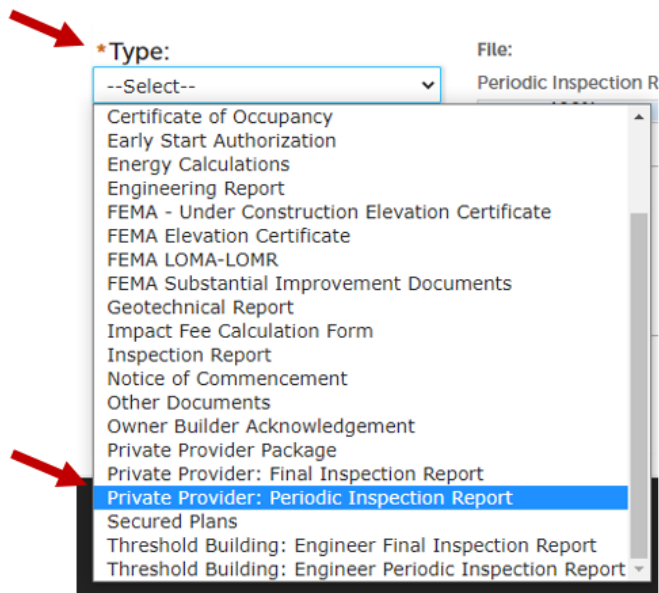 *Type:
File:
--Select--
Periodic Inspection R
Certificate of Occupancy
Early Start Authorization
Energy Calculations
Engineering Report
FEMA - Under Construction Elevation Certificate
FEMA Elevation Certificate
FEMA LOMA-LOMR
FEMA Substantial Improvement Documents
Geotechnical Report
Impact Fee Calculation Form
Inspection Report
Notice of Commencement
Other Documents
Owner Builder Acknowledgement
Private Provider Package
Private Provider: Final Inspection Report
Private Provider: Periodic Inspection Report
Secured Plans
Threshold Building: Engineer Final Inspection Report
Threshold Building: Engineer Periodic Inspection Report